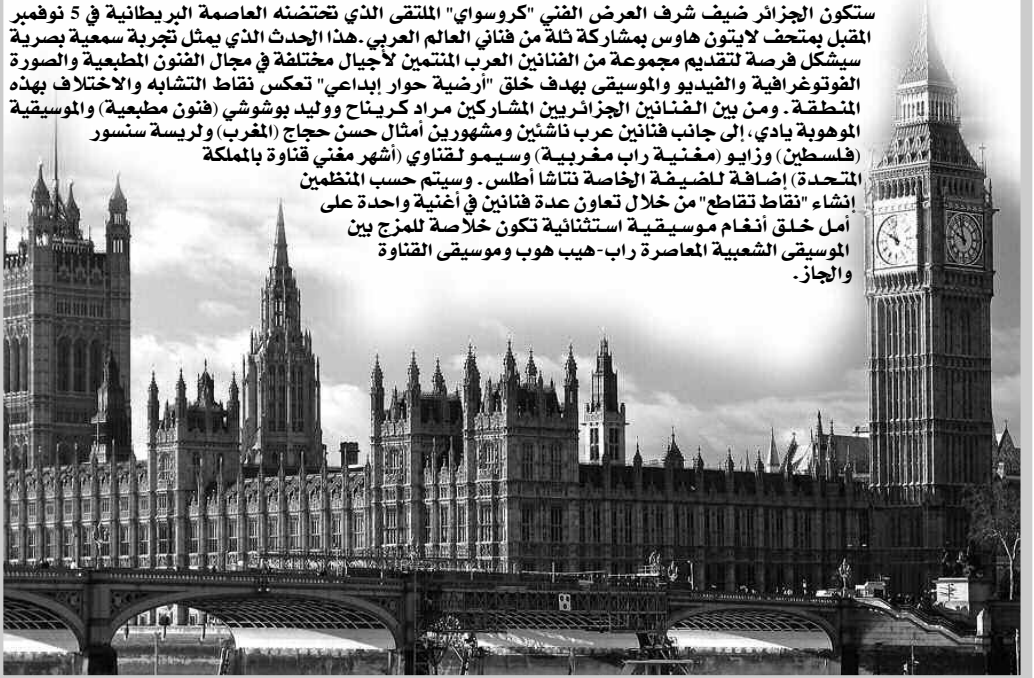 ستكون الجزائر ضيف شرف العرض الفني "كروسواي" الملتقى الذي تحتضنه العاصمة البريطانية في 5 نوفمبر
المقبل بمتحف لايتون هاوس بمشاركة ثلة من فناني العالم العربي.هذا الحدث الذي يمثل تجربة سمعية بصرية
سيشكل فرصة لتقديم مجموعة من الفنانين العرب المنتمين لأجيال مختلفة في مجال الفنون المطبعية والصورة
الفوتوغرافية والفيديو والموسيقى بهدف خلق "أرضية حوار إبداعي" تعكس نقاط التشابه والاختلاف بهذه
المنطقة. ومن بين الفنانين الجزائريين المشاركين مراد كريناح ووليد بوشوشي (فنون مطبعية) والموسيقية
الموهوبة يادي، إلى جانب فنانين عرب ناشئين ومشهورين أمثال حسن حجاج (المغرب) ولريسة سنسور
(فلسطين) وزايو (مغنية راب مغربية) وسيمو لقناوي (أشهر مغني قناوة بالمملكة
المتحدة) إضافة للضيفة الخاصة نتاشا أطلس. وسيتم حسب المنظمين
إنشاء "نقاط تقاطع" من خلال تعاون عدة فنانين في أغنية واحدة على
أمل خلق أنغام موسيقية استثنائية تكون خلاصة للمزج بين
الموسيقى الشعبية المعاصرة راب-هيب هوب وموسيقى القناوة
والجاز.